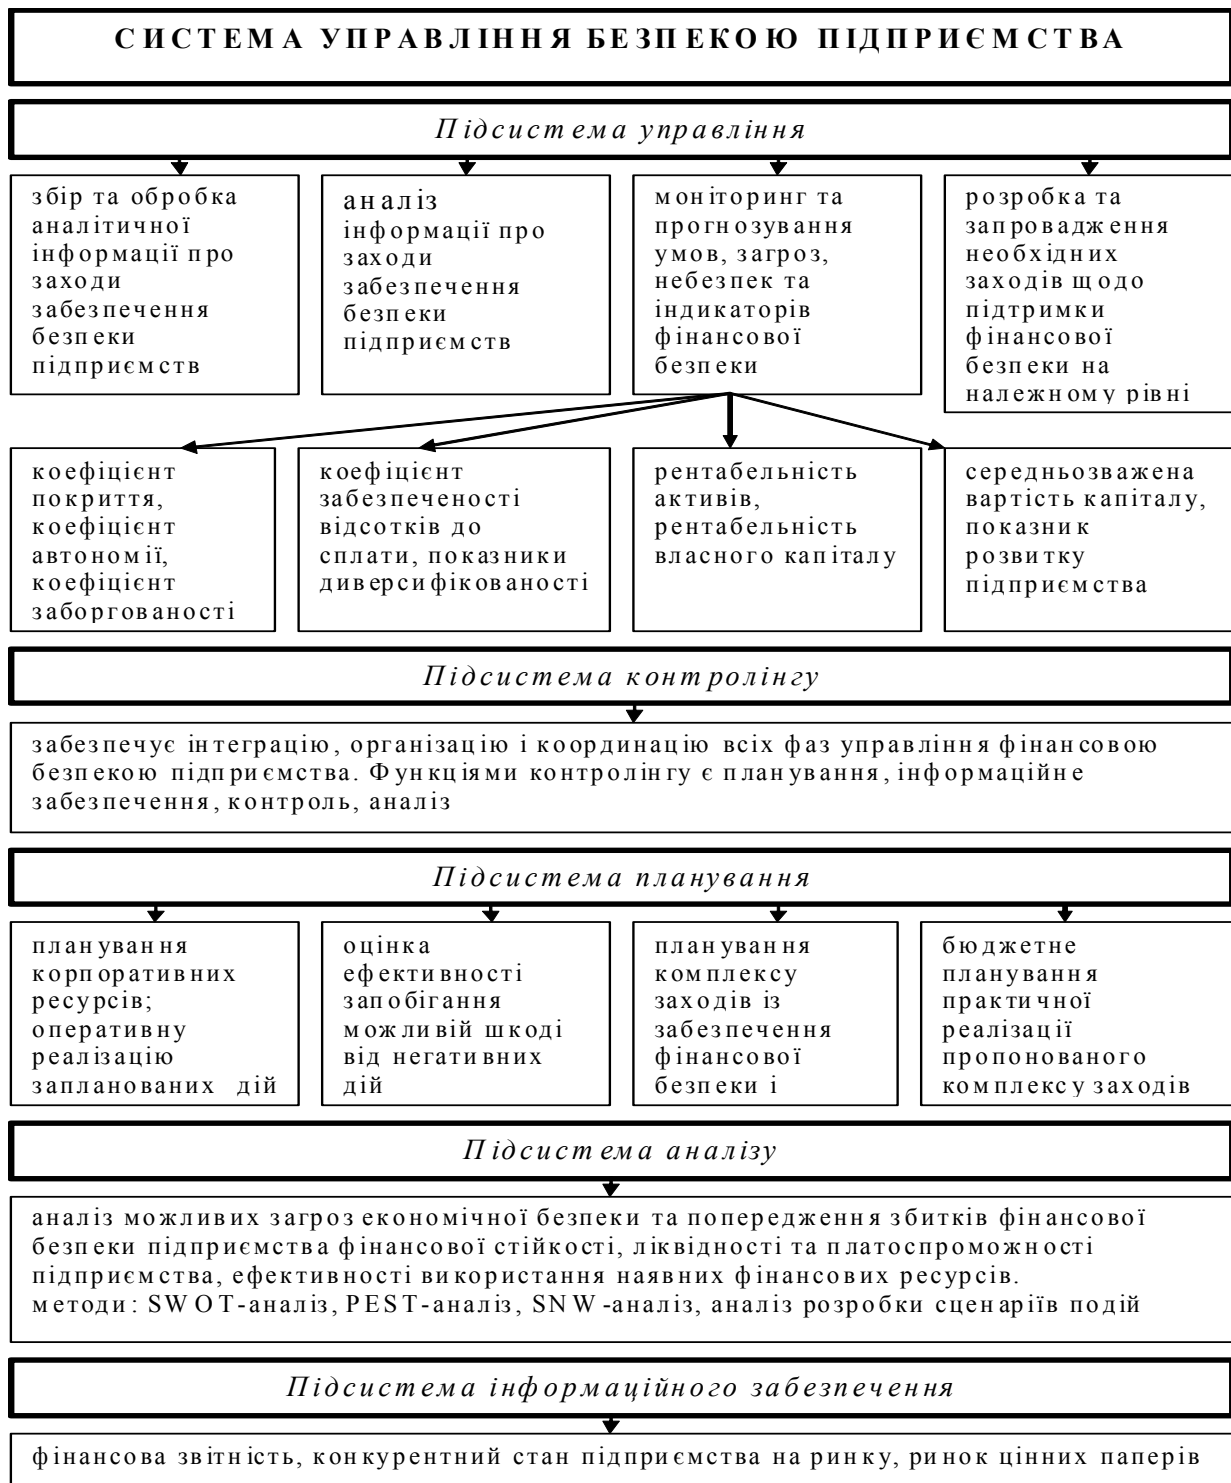 СИСТЕМА УПРАВЛІННЯ БЕЗПЕКОЮ ПІДПРИЄМСТВА
Підсистема управління
збір та обробка
аналітичної
інформації про
заходи
забезпечення
безпеки
підприємств
аналіз
інформації про
заходи
забезпечення
безпеки
підприємств
моніторинг та
прогнозування
умов, загроз,
небезпек та
індикаторів
фінансової
безпеки
розробка та
запровадження
необхідних
заходів щодо
підтримки
фінансової
безпеки на
належному рівні
коефіцієнт
покриття,
коефіцієнт
автономії,
коефіцієнт
заборгованості
коефіцієнт
забезпеченості
відсотків до
сплати, показники
диверсифікованості
рентабельність
активів,
рентабельність
власного капіталу
середньозважена
вартість капіталу,
показник
розвитку
підприємства
Підсистема контролінгу
забезпечує інтеграцію, організацію і координацію всіх фаз управління фінансовою
безпекою підприємства. Функціями контролінгу є планування, інформаційне
забезпечення, контроль, аналіз
Підсистема планування
планування
корпоративних
ресурсів;
оперативну
реалізацію
запланованих дій
оцінка
ефективності
запобігання
можливій шкоді
від негативних
дій
планування
комплексу
заходів із
забезпечення
фінансової
безпеки і
бюджетне
планування
практичної
реалізації
пропонованого
комплексу заходів
Підсистема аналізу
аналіз можливих загроз економічної безпеки та попередження збитків фінансової
безпеки підприємства фінансової стійкості, ліквідності та платоспроможності
підприємства, ефективності використання наявних фінансових ресурсів.
методи: SWOT-аналіз, PEST-аналіз, SNW-аналіз, аналіз розробки сценаріїв подій
Підсистема інформаційного забезпечення
фінансова звітність, конкурентний стан підприємства на ринку, ринок цінних паперів